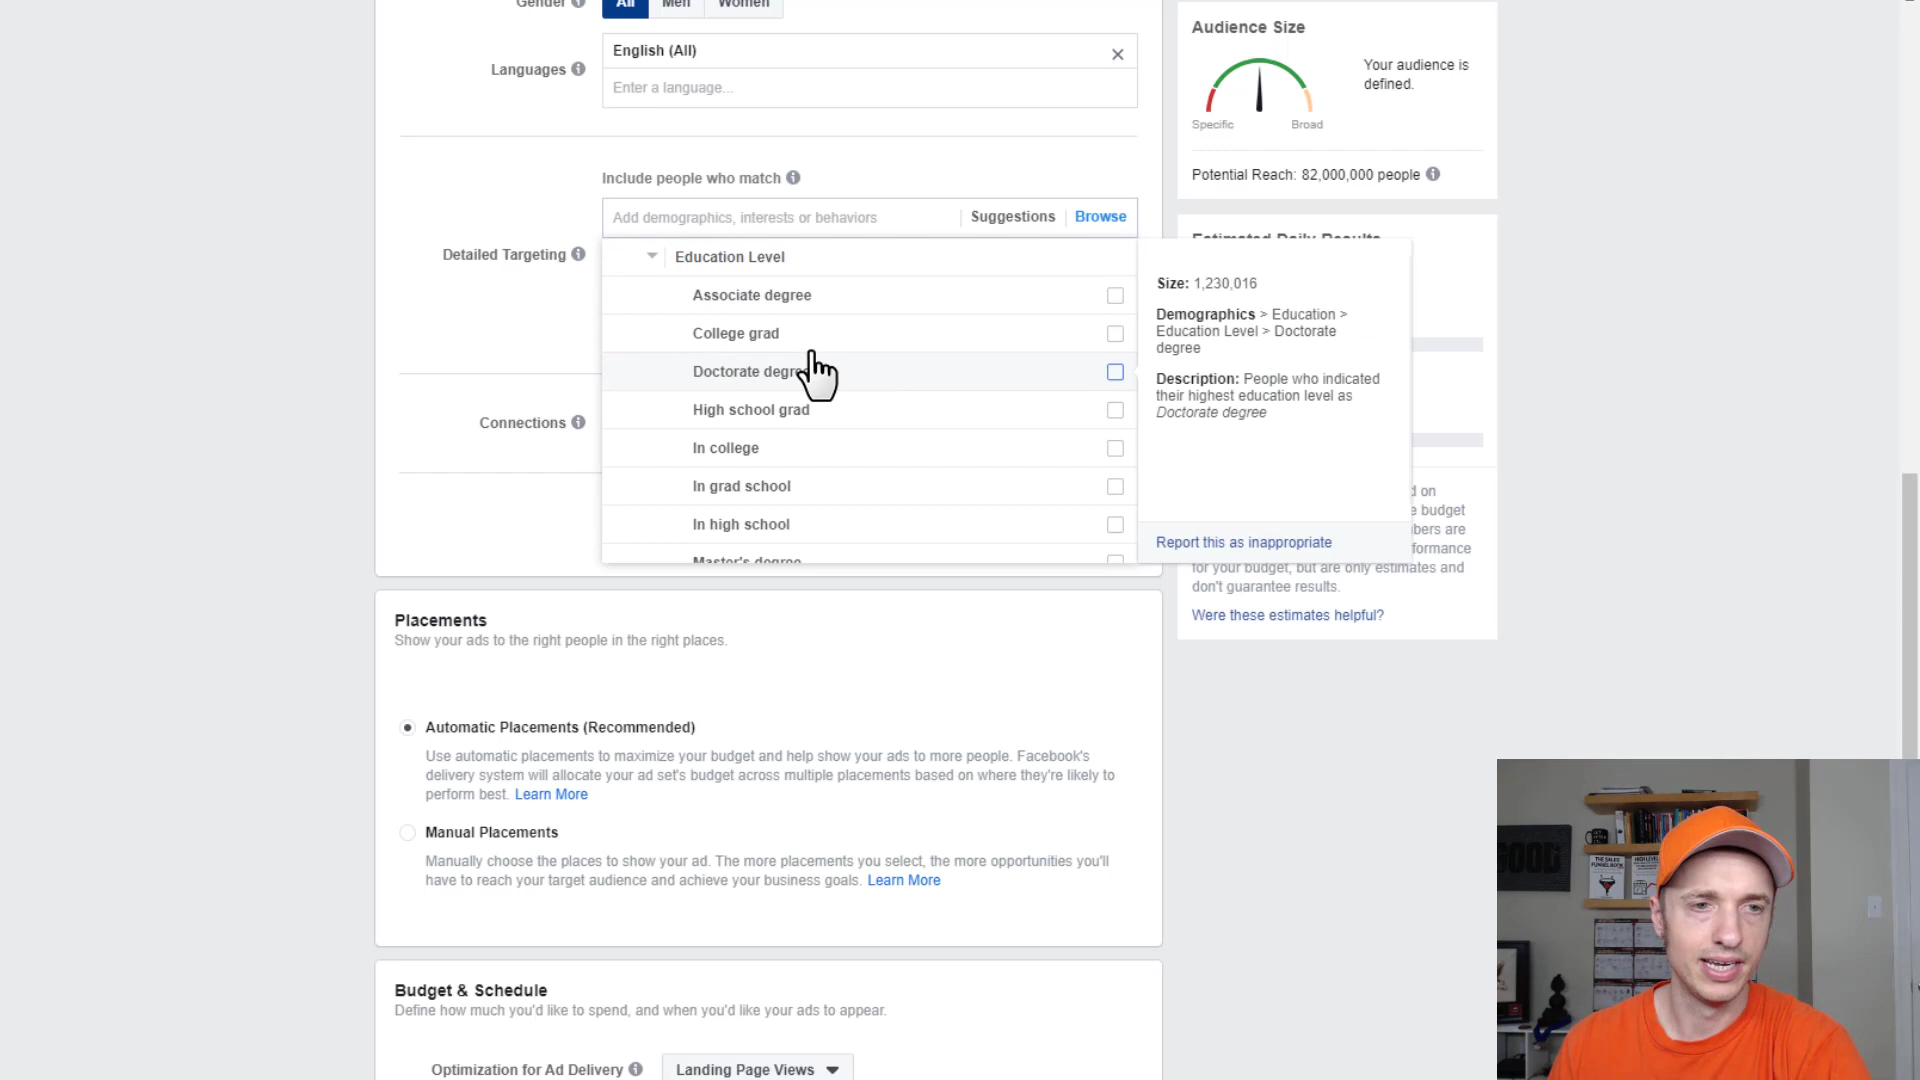 Gender
All Men Women
Languages
English (All)
Enter a language...
Include people who match
Add demographics, interests or behaviors
Suggestions
Browse
Detailed Targeting
Education Level
Associate degree
College grad
Doctorate degree
High school grad
In college
In grad school
In high school
Master's degree
Connections
Size: 1,230,016
Demographics > Education >
Education Level > Doctorate
degree
Description: People who indicated
their highest education level as
Doctorate degree
Report this as inappropriate
Audience Size
Your audience is
defined.
Specific
Broad
Potential Reach: 82,000,000 people
Estimated Daily Results
d on
e budget
bers are
formance
for your budget, but are only estimates and
don't guarantee results.
Were these estimates helpful?
Placements
Show your ads to the right people in the right places.
Automatic Placements (Recommended)
Use automatic placements to maximize your budget and help show your ads to more people. Facebook's
delivery system will allocate your ad set's budget across multiple placements based on where they're likely to
perform best. Learn More
Manual Placements
Manually choose the places to show your ad. The more placements you select, the more opportunities you'll
have to reach your target audience and achieve your business goals. Learn More
Budget & Schedule
Define how much you'd like to spend, and when you'd like your ads to appear.
Optimization for Ad Delivery
Landing Page Views
GOOD